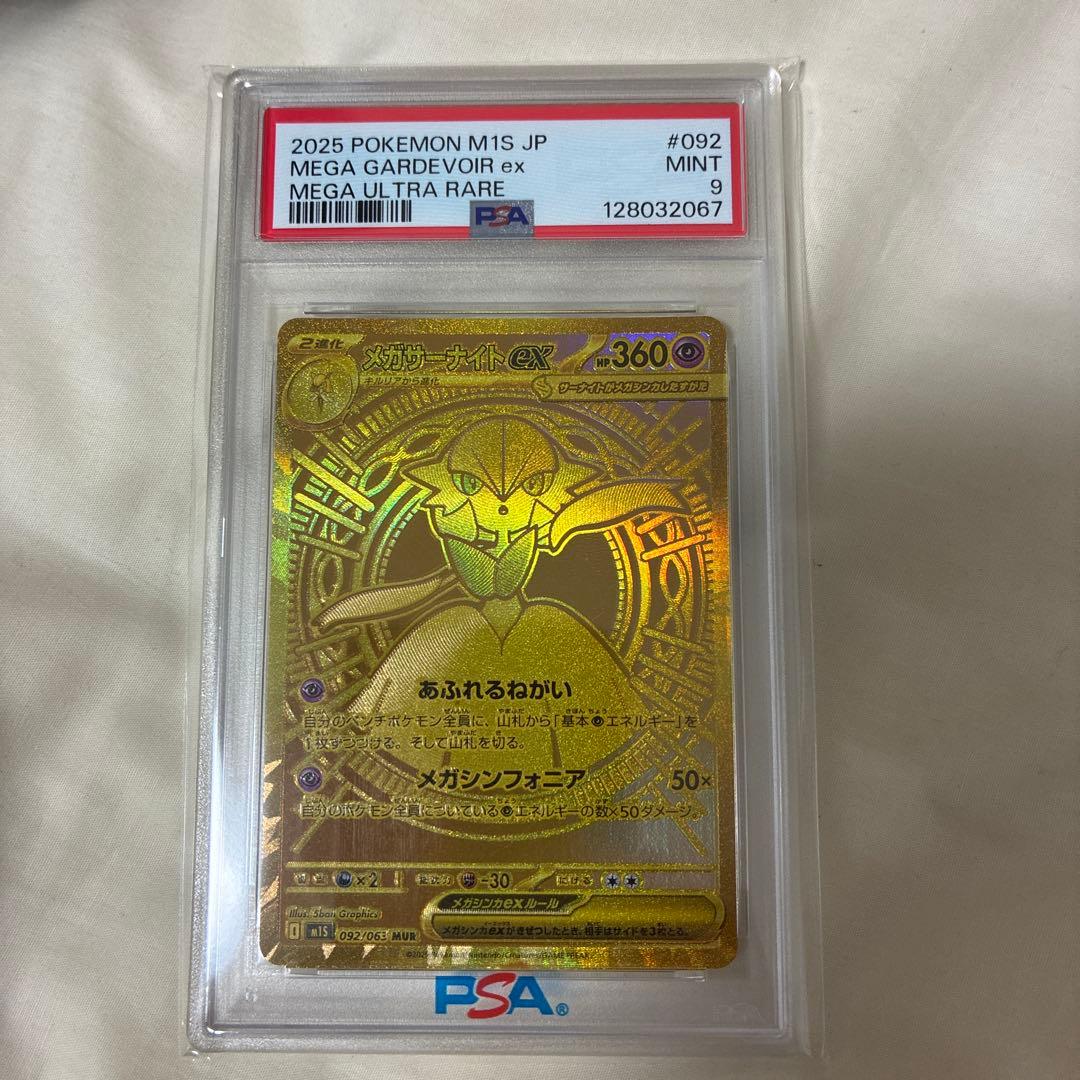 2025 POKEMON M1S JP #092
MEGA GARDEVOIR ex MINT
MEGA ULTRA RARE 9
PSA 128032067
2進化 メガサーナイトex HP360
キルリアから進化 サーナイトがメガシンカしたすがた
あふれるねがい
自分のベンチポケモン全員に、山札から「基本エネルギー」を
1枚ずつつける。そして山札を切る。
メガシンフォニア 50×
自分のポケモン全員についているエネルギーの数×50ダメージ。
×2 -30 にげる
メガシンカexルール
メガシンカexがきぜつしたとき、相手はサイドを3枚とる。
Illus. 5ban Graphics
I m1S 092/063 MUR
PSA®